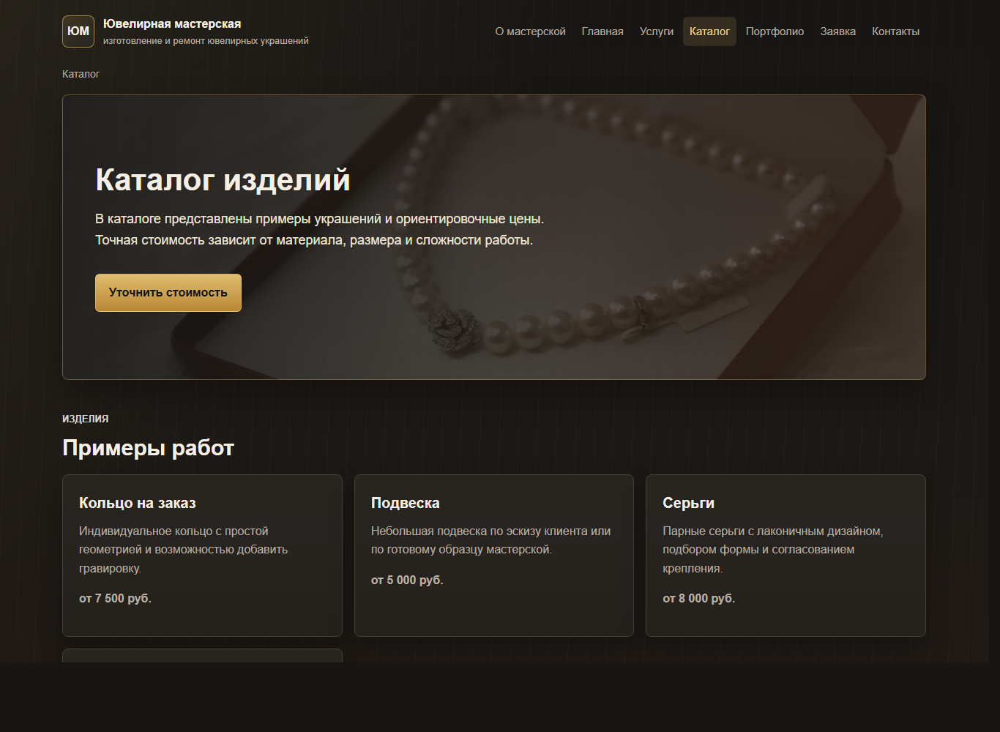 ЮМ
Ювелирная мастерская
изготовление и ремонт ювелирных украшений
О мастерской
Главная
Услуги
Каталог
Портфолио
Заявка
Контакты
Каталог
Каталог изделий
В каталоге представлены примеры украшений и ориентировочные цены.
Точная стоимость зависит от материала, размера и сложности работы.
Уточнить стоимость
ИЗДЕЛИЯ
Примеры работ
Кольцо на заказ
Индивидуальное кольцо с простой
геометрией и возможностью добавить
гравировку.
от 7 500 руб.
Подвеска
Небольшая подвеска по эскизу клиента или
по готовому образцу мастерской.
от 5 000 руб.
Серьги
Парные серьги с лаконичным дизайном,
подбором формы и согласованием
крепления.
от 8 000 руб.